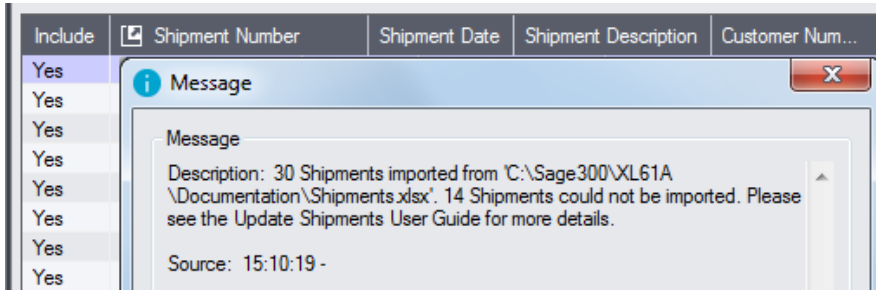 Include Shipment Number Shipment Date Shipment Description Customer Num...
Yes
Message
Yes
Yes
Message
Yes
Description: 30 Shipments imported from 'C:\Sage300\XL61A
Yes
\Documentation\Shipments.xlsx'. 14 Shipments could not be imported. Please
Yes
see the Update Shipments User Guide for more details.
Yes
Source: 15:10:19 -
Yes